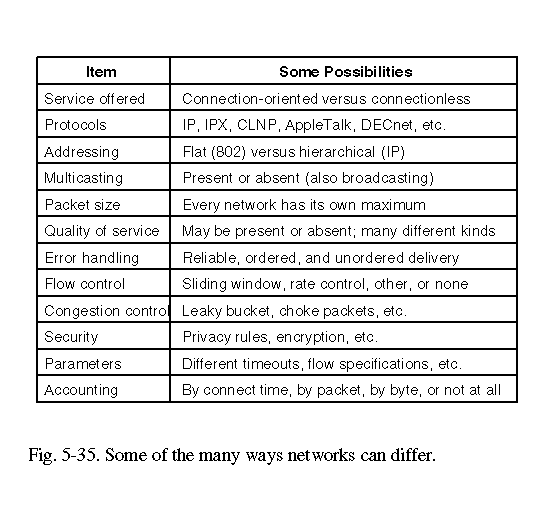 Item Some Possibilities
Service offered Connection-oriented versus connectionless
Protocols IP, IPX, CLNP, AppleTalk, DECnet, etc.
Addressing Flat (802) versus hierarchical (IP)
Multicasting Present or absent (also broadcasting)
Packet size Every network has its own maximum
Quality of service May be present or absent; many different kinds
Error handling Reliable, ordered, and unordered delivery
Flow control Sliding window, rate control, other, or none
Congestion control Leaky bucket, choke packets, etc.
Security Privacy rules, encryption, etc.
Parameters Different timeouts, flow specifications, etc.
Accounting By connect time, by packet, by byte, or not at all
Fig. 5-35. Some of the many ways networks can differ.